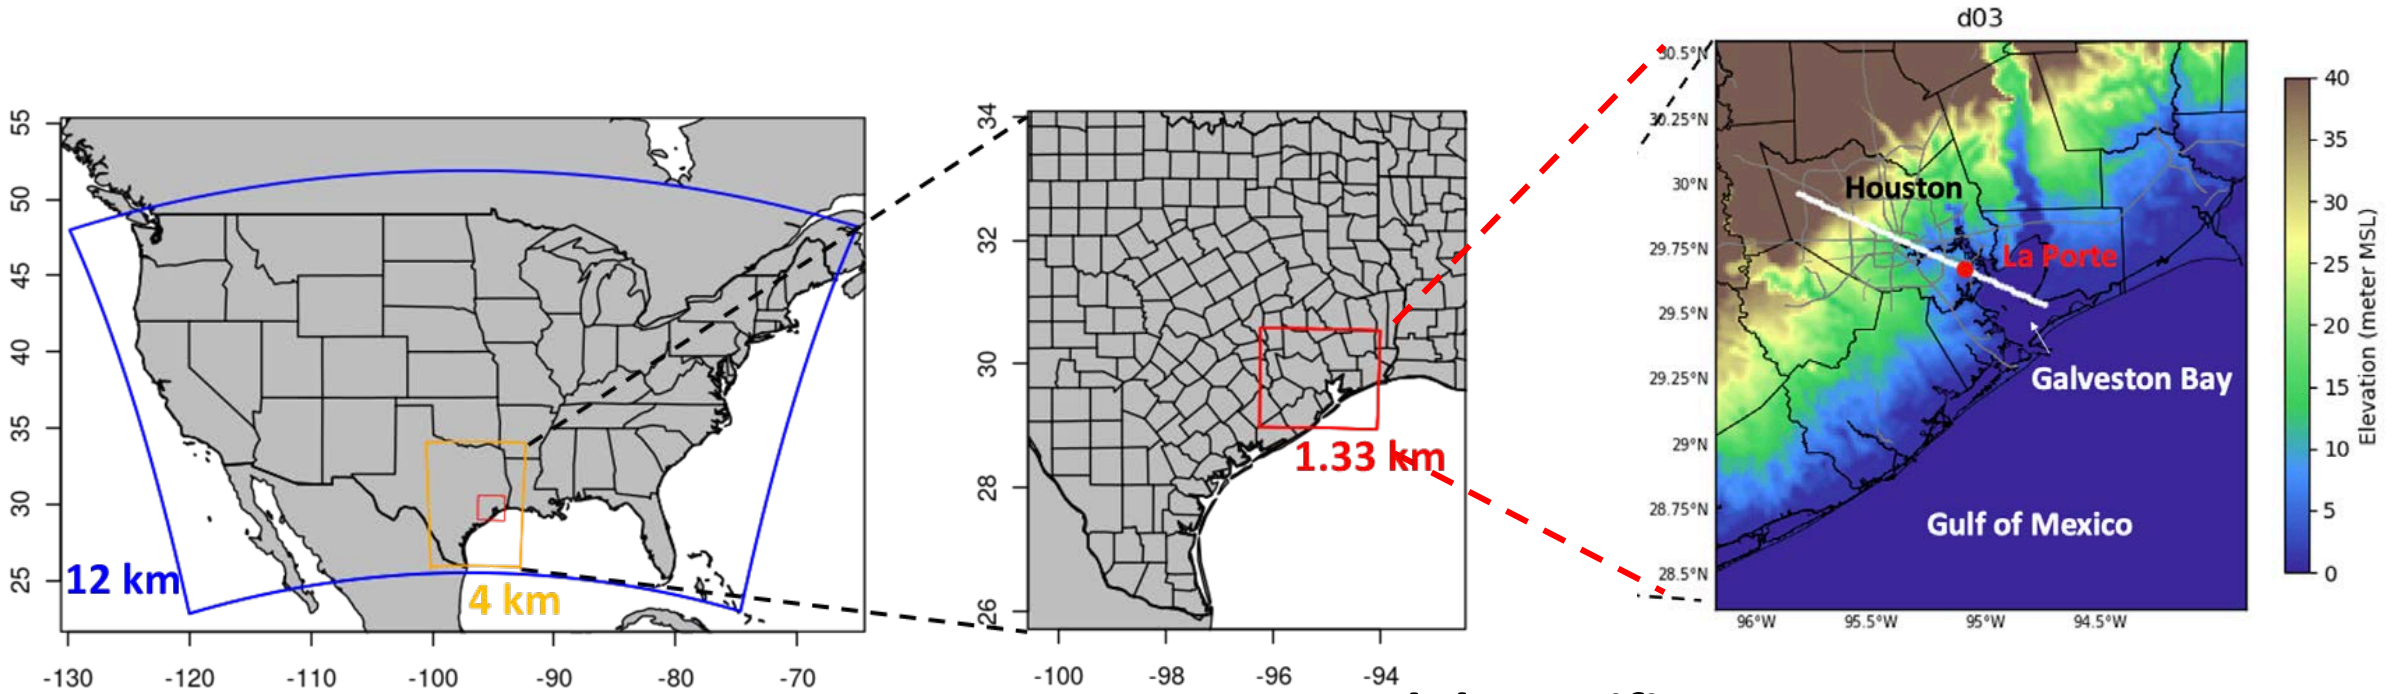 55
50
45
40
35
30
25
-130
-120
-110
-100
-90
-80
-70
12 km
4 km
34
32
30
28
26
-100
-98
-96
-94
1.33 km
d03
30.5°N
30.25°N
30°N
29.75°N
29.5°N
29.25°N
29°N
28.75°N
28.5°N
96°W
95.5°W
95°W
94.5°W
Houston
La Porte
Galveston Bay
Gulf of Mexico
40
35
30
25
20
15
10
5
0
Elevation (meter MSL)